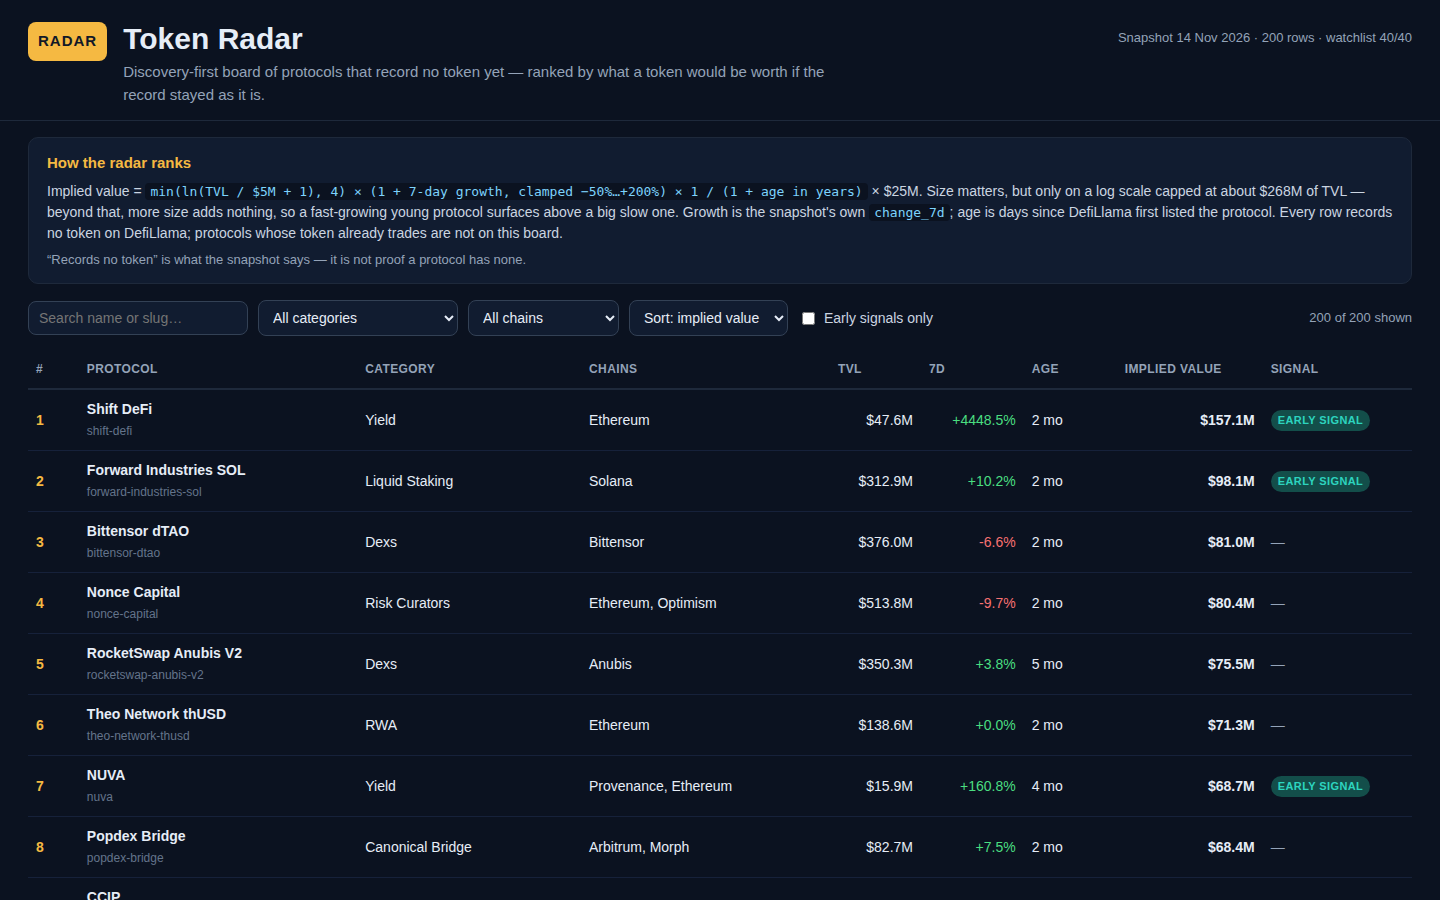 RADAR
Token Radar
Snapshot 14 Nov 2026 · 200 rows · watchlist 40/40
Discovery-first board of protocols that record no token yet — ranked by what a token would be worth if the
record stayed as it is.
How the radar ranks
Implied value = min(ln(TVL / $5M + 1), 4) × (1 + 7-day growth, clamped −50%…+200%) × 1 / (1 + age in years) × $25M. Size matters, but only on a log scale capped at about $268M of TVL —
beyond that, more size adds nothing, so a fast-growing young protocol surfaces above a big slow one. Growth is the snapshot's own change_7d; age is days since DefiLlama first listed the protocol. Every row records
no token on DefiLlama; protocols whose token already trades are not on this board.
“Records no token” is what the snapshot says — it is not proof a protocol has none.
Search name or slug… All categories All chains Sort: implied value Early signals only 200 of 200 shown
# PROTOCOL CATEGORY CHAINS TVL 7D AGE IMPLIED VALUE SIGNAL
1 Shift DeFi Yield Ethereum $47.6M +4448.5% 2 mo $157.1M EARLY SIGNAL
shift-defi
2 Forward Industries SOL Liquid Staking Solana $312.9M +10.2% 2 mo $98.1M EARLY SIGNAL
forward-industries-sol
3 Bittensor dTAO Dexs Bittensor $376.0M -6.6% 2 mo $81.0M —
bittensor-dtao
4 Nonce Capital Risk Curators Ethereum, Optimism $513.8M -9.7% 2 mo $80.4M —
nonce-capital
5 RocketSwap Anubis V2 Dexs Anubis $350.3M +3.8% 5 mo $75.5M —
rocketswap-anubis-v2
6 Theo Network thUSD RWA Ethereum $138.6M +0.0% 2 mo $71.3M —
theo-network-thusd
7 NUVA Yield Provenance, Ethereum $15.9M +160.8% 4 mo $68.7M EARLY SIGNAL
nuva
8 Popdex Bridge Canonical Bridge Arbitrum, Morph $82.7M +7.5% 2 mo $68.4M —
popdex-bridge
CCIP